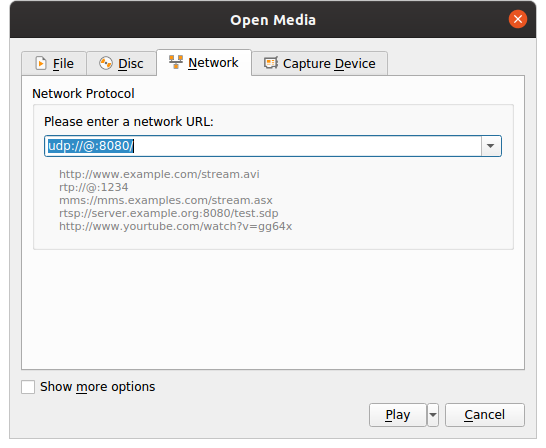 Open Media
File Disc Network Capture Device
Network Protocol
Please enter a network URL:
udp://@:8080/
http://www.example.com/stream.avi
rtp://@:1234
mms://mms.examples.com/stream.asx
rtsp://server.example.org:8080/test.sdp
http://www.yourtube.com/watch?v=gg64x
Show more options
Play Cancel